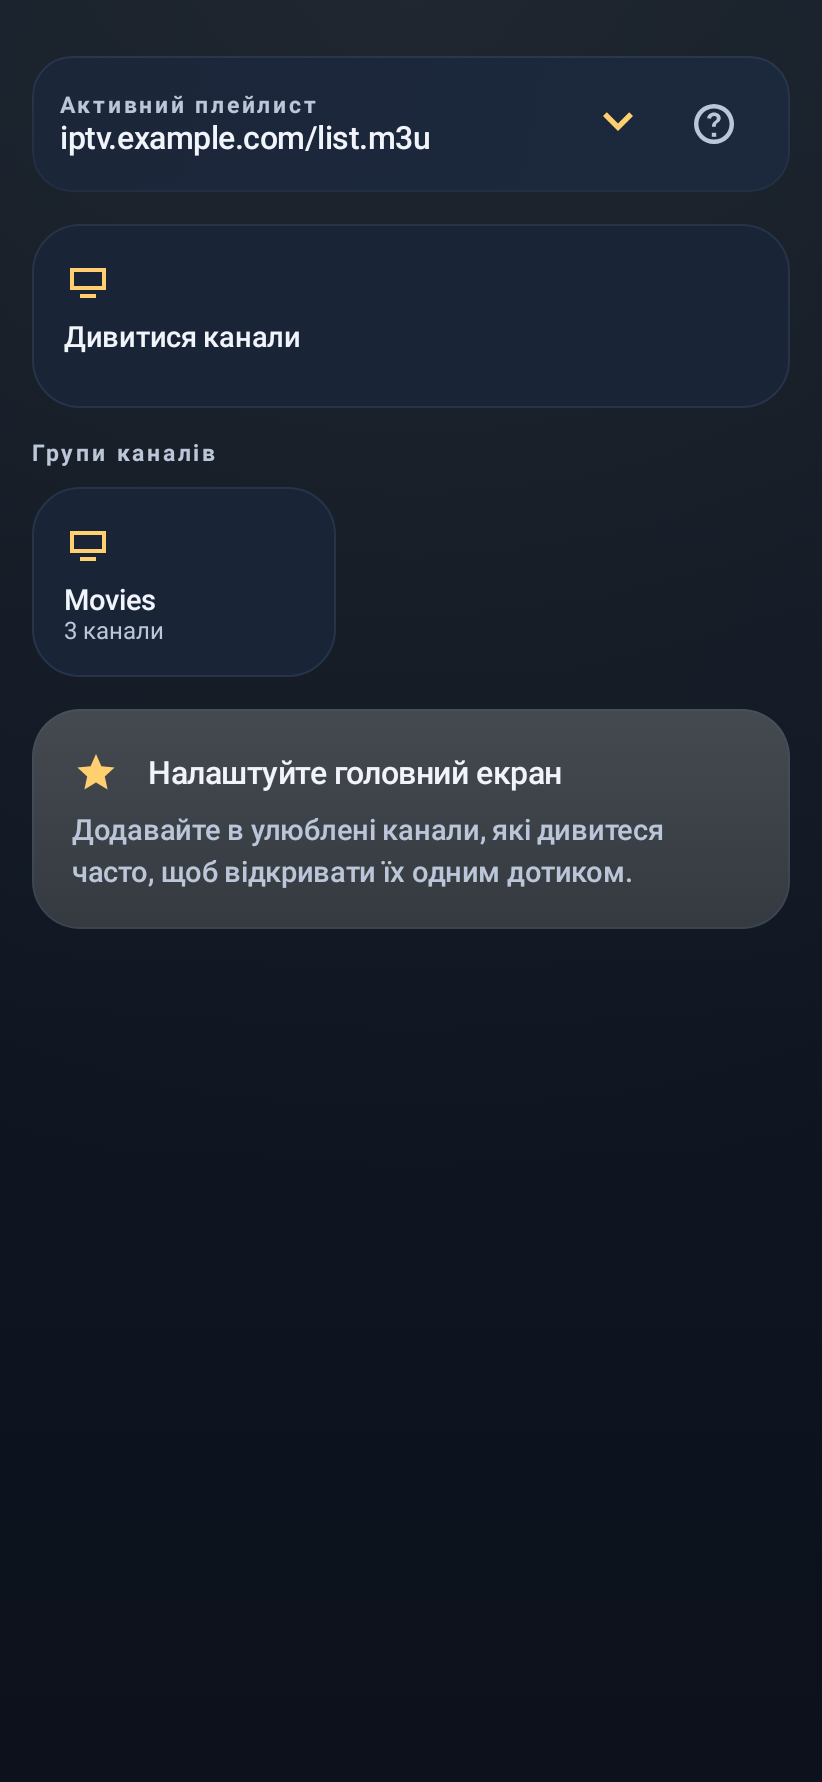 Активний плейлист
iptv.example.com/list.m3u
Дивитися канали
Групи каналів
Movies
3 канали
Налаштуйте головний екран
Додавайте в улюблені канали, які дивитеся
часто, щоб відкривати їх одним дотиком.